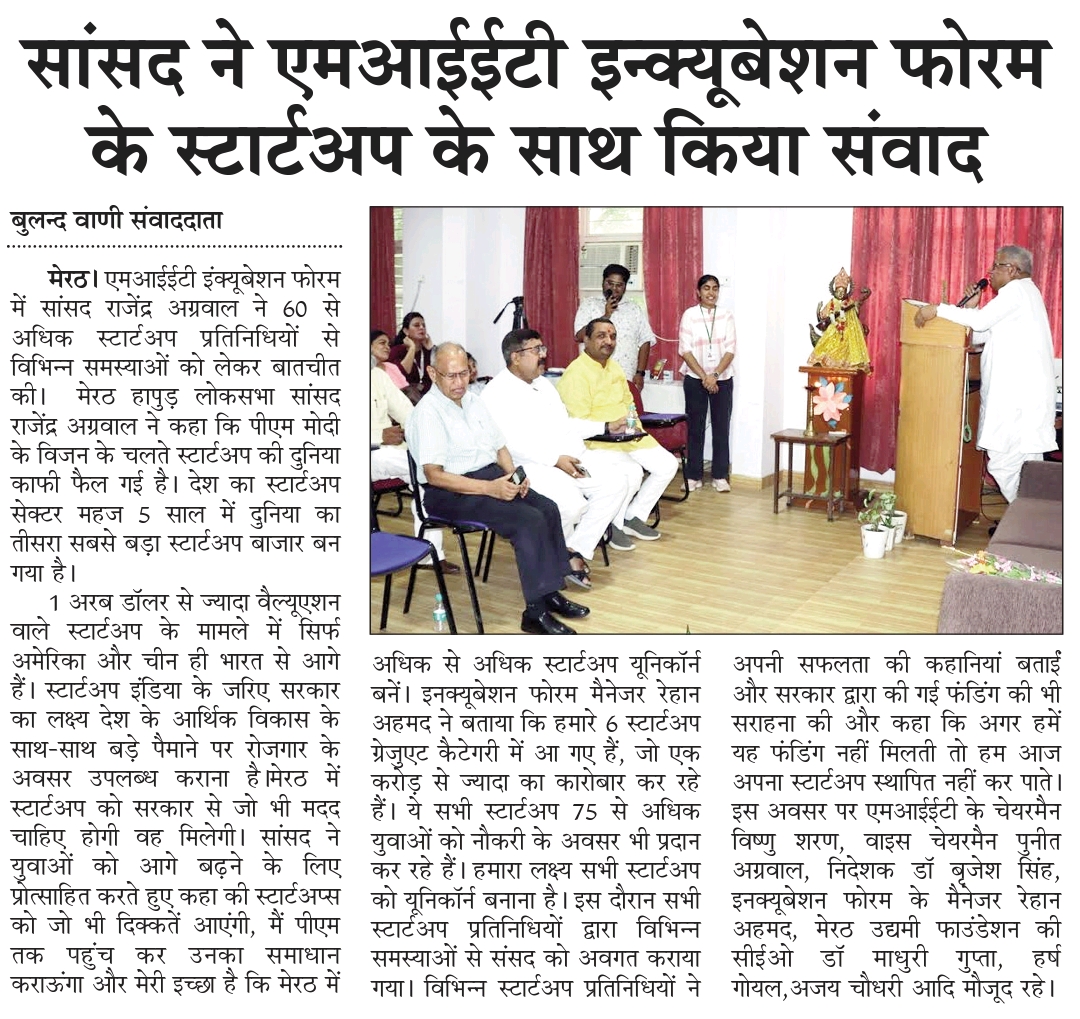 सांसद ने एमआईईटी इन्क्यूबेशन फोरम
के स्टार्टअप के साथ किया संवाद
बुलन्द वाणी संवाददाता
मेरठ। एमआईईटी इंक्यूबेशन फोरम
में सांसद राजेंद्र अग्रवाल ने 60 से
अधिक स्टार्टअप प्रतिनिधियों से
विभिन्न समस्याओं को लेकर बातचीत
की। मेरठ हापुड़ लोकसभा सांसद
राजेंद्र अग्रवाल ने कहा कि पीएम मोदी
के विजन के चलते स्टार्टअप की दुनिया
काफी फैल गई है। देश का स्टार्टअप
सेक्टर महज 5 साल में दुनिया का
तीसरा सबसे बड़ा स्टार्टअप बाजार बन
गया है।
1 अरब डॉलर से ज्यादा वैल्यूएशन
वाले स्टार्टअप के मामले में सिर्फ
अमेरिका और चीन ही भारत से आगे
हैं। स्टार्टअप इंडिया के जरिए सरकार
का लक्ष्य देश के आर्थिक विकास के
साथ-साथ बड़े पैमाने पर रोजगार के
अवसर उपलब्ध कराना है।मेरठ में
स्टार्टअप को सरकार से जो भी मदद
चाहिए होगी वह मिलेगी। सांसद ने
युवाओं को आगे बढ़ने के लिए
प्रोत्साहित करते हुए कहा की स्टार्टअप्स
को जो भी दिक्कतें आएंगी, मैं पीएम
तक पहुंच कर उनका समाधान
कराऊंगा और मेरी इच्छा है कि मेरठ में
अधिक से अधिक स्टार्टअप यूनिकॉर्न
बनें। इनक्यूबेशन फोरम मैनेजर रेहान
अहमद ने बताया कि हमारे 6 स्टार्टअप
ग्रेजुएट कैटेगरी में आ गए हैं, जो एक
करोड़ से ज्यादा का कारोबार कर रहे
हैं। ये सभी स्टार्टअप 75 से अधिक
युवाओं को नौकरी के अवसर भी प्रदान
कर रहे हैं। हमारा लक्ष्य सभी स्टार्टअप
को यूनिकॉर्न बनाना है। इस दौरान सभी
स्टार्टअप प्रतिनिधियों द्वारा विभिन्न
समस्याओं से संसद को अवगत कराया
गया। विभिन्न स्टार्टअप प्रतिनिधियों ने
अपनी सफलता की कहानियां बताईं
और सरकार द्वारा की गई फंडिंग की भी
सराहना की और कहा कि अगर हमें
यह फंडिंग नहीं मिलती तो हम आज
अपना स्टार्टअप स्थापित नहीं कर पाते।
इस अवसर पर एमआईईटी के चेयरमैन
विष्णु शरण, वाइस चेयरमैन पुनीत
अग्रवाल, निदेशक डॉ बृजेश सिंह,
इनक्यूबेशन फोरम के मैनेजर रेहान
अहमद, मेरठ उद्यमी फाउंडेशन की
सीईओ डॉ माधुरी गुप्ता, हर्ष
गोयल,अजय चौधरी आदि मौजूद रहे।